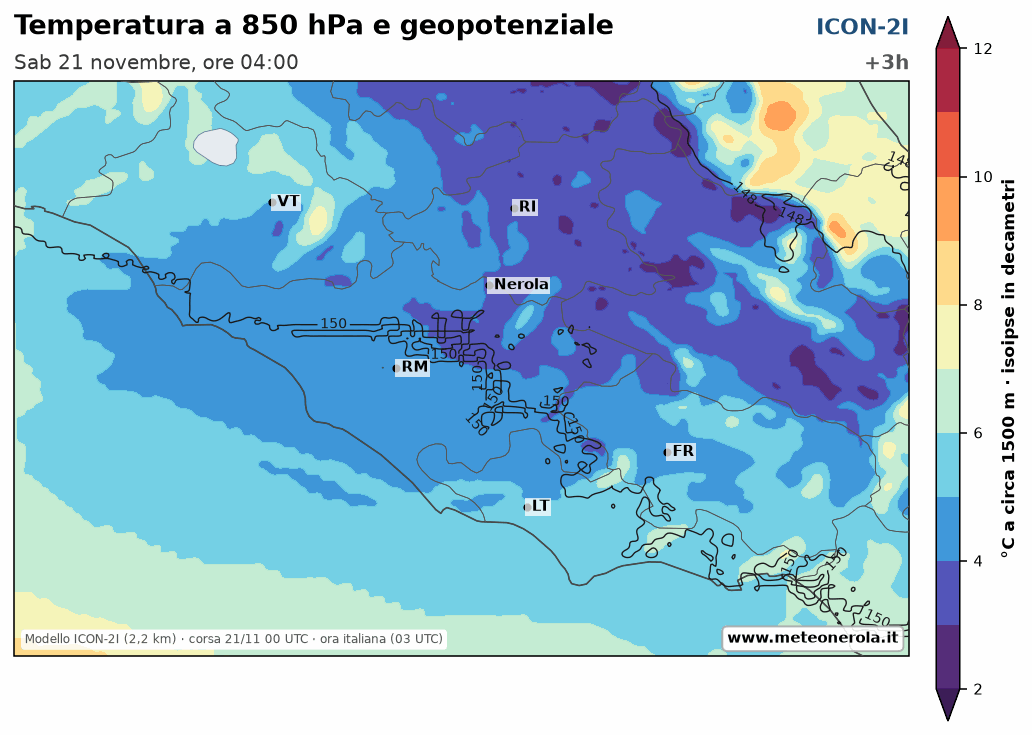 Temperatura a 850 hPa e geopotenziale
ICON-2I
Sab 21 novembre, ore 04:00
+3h
12
10
8
6
4
2
°C a circa 1500 m · isoipse in decametri
148
148
148
VT
RI
Nerola
150
150
RM
150
150
150
150
150
FR
LT
150
150
150
Modello ICON-2I (2,2 km) · corsa 21/11 00 UTC · ora italiana (03 UTC)
www.meteonerola.it